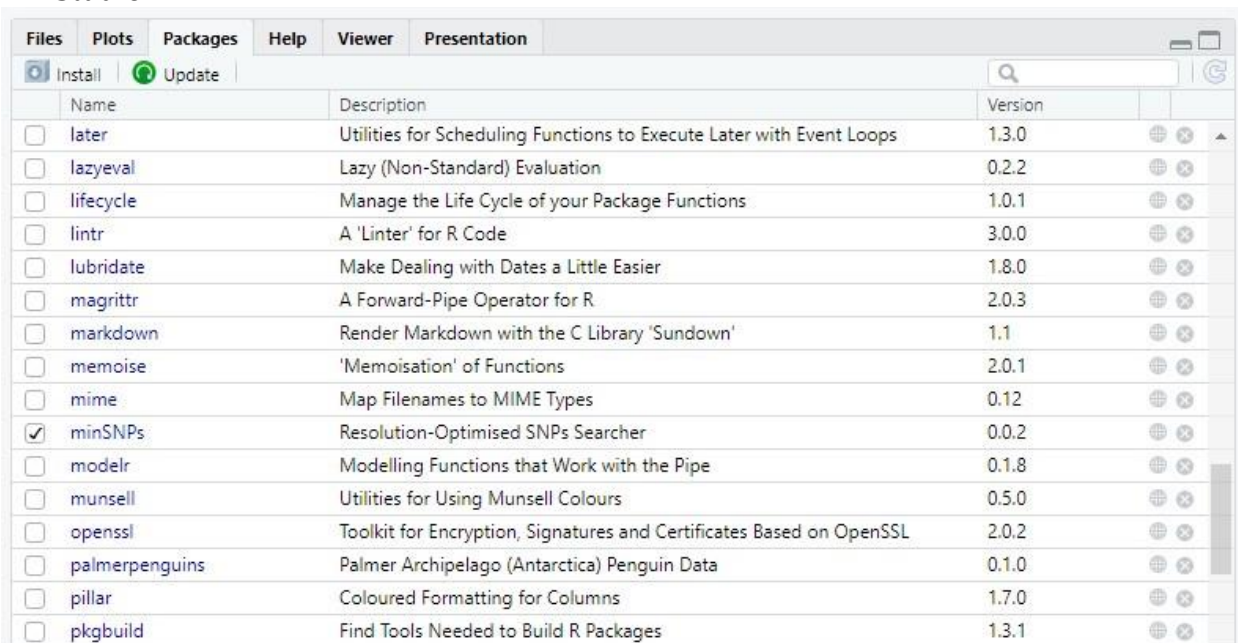 Files Plots Packages Help Viewer Presentation
Install Update
Name Description Version
later Utilities for Scheduling Functions to Execute Later with Event Loops 1.3.0
lazyeval Lazy (Non-Standard) Evaluation 0.2.2
lifecycle Manage the Life Cycle of your Package Functions 1.0.1
lintr A 'Linter' for R Code 3.0.0
lubridate Make Dealing with Dates a Little Easier 1.8.0
magrittr A Forward-Pipe Operator for R 2.0.3
markdown Render Markdown with the C Library 'Sundown' 1.1
memoise 'Memoisation' of Functions 2.0.1
mime Map Filenames to MIME Types 0.12
minSNPs Resolution-Optimised SNPs Searcher 0.0.2
modelr Modelling Functions that Work with the Pipe 0.1.8
munsell Utilities for Using Munsell Colours 0.5.0
openssl Toolkit for Encryption, Signatures and Certificates Based on OpenSSL 2.0.2
palmerpenguins Palmer Archipelago (Antarctica) Penguin Data 0.1.0
pillar Coloured Formatting for Columns 1.7.0
pkgbuild Find Tools Needed to Build R Packages 1.3.1